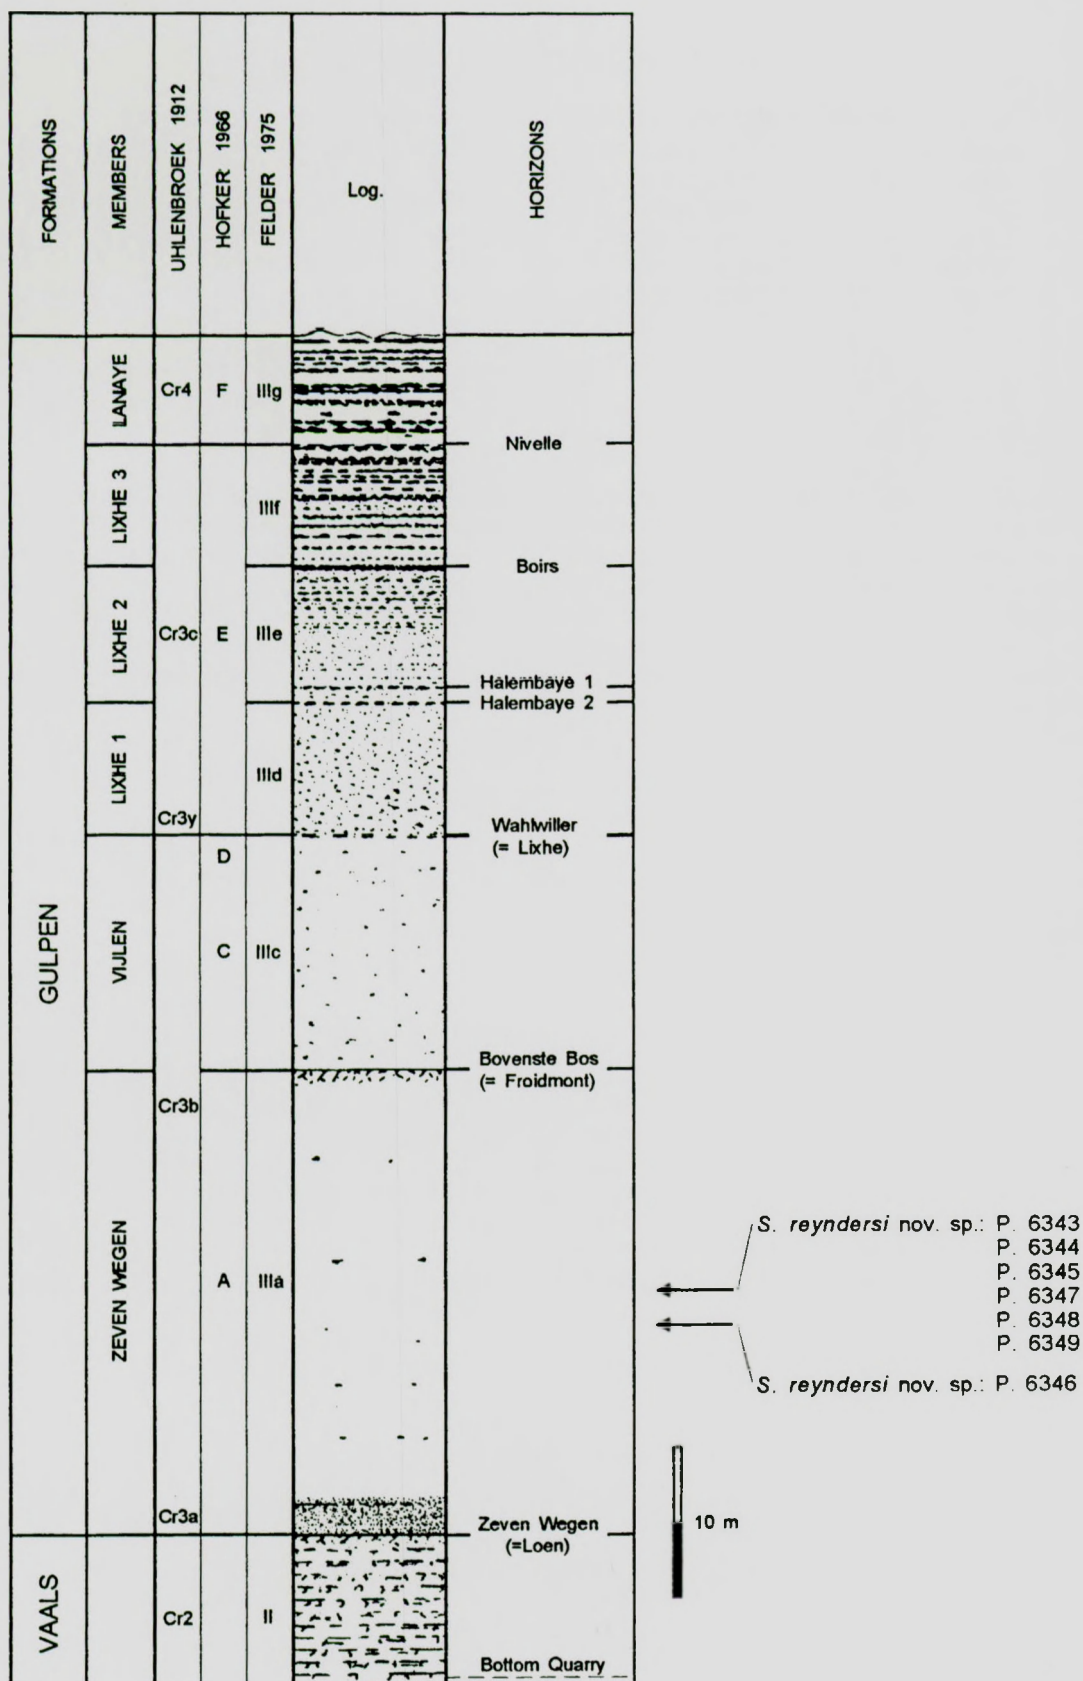 FORMATIONS
MEMBERS
UHLENBROEK 1912
HOFKER 1966
FELDER 1975
Log.
HORIZONS
GULPEN
VAALS
LANAYE
LIXHE 3
LIXHE 2
LIXHE 1
VIJLEN
ZEVEN WEGEN
Cr4
Cr3c
Cr3y
Cr3b
Cr3a
Cr2
F
E
D
C
A
IIIg
IIIf
IIIe
IIId
IIIc
IIIa
II
Nivelle
Boirs
Halembaye 1
Halembaye 2
Wahlwiller
(= Lixhe)
Bovenste Bos
(= Froidmont)
Zeven Wegen
(=Loen)
Bottom Quarry
S. reyndersi nov. sp.: P. 6343
P. 6344
P. 6345
P. 6347
P. 6348
P. 6349
S. reyndersi nov. sp.: P. 6346
10 m